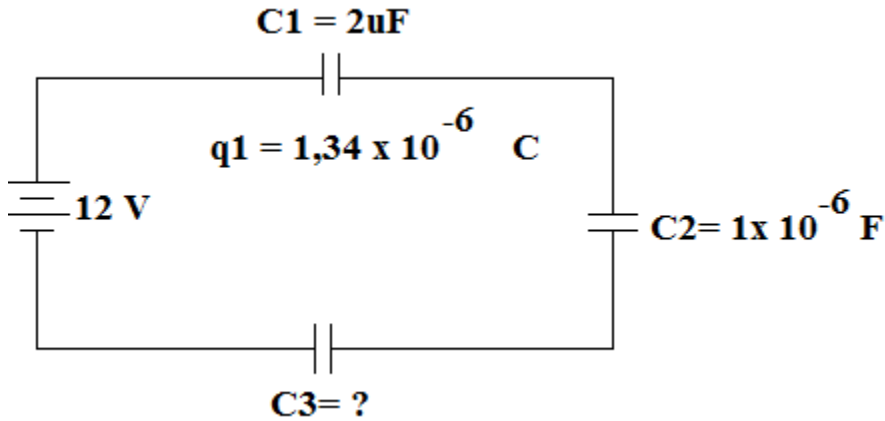 C1 = 2uF
q1 = 1,34 x 10^-6 C
12 V
C2= 1x 10^-6 F
C3= ?